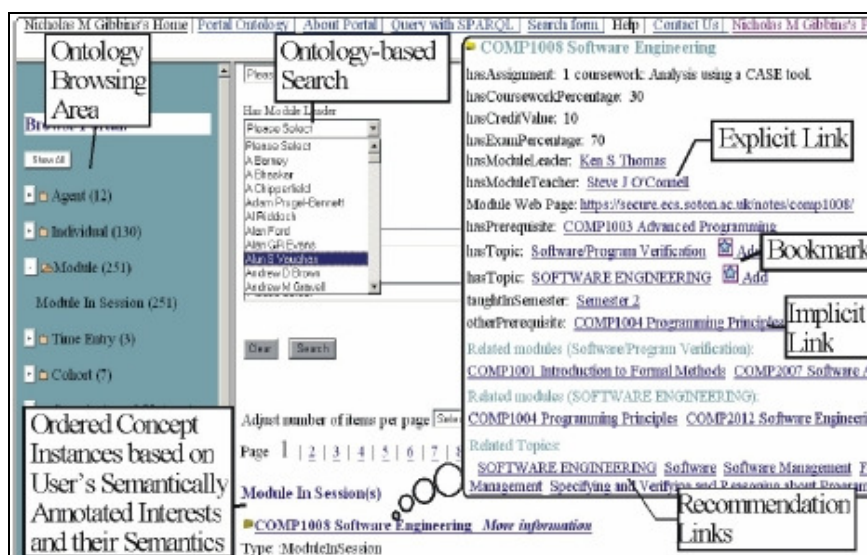 Nicholas M Gibbins's Home | Portal Ontology | About Portal | Query with SPARQL | Search form | Help | Contact Us | Nicholas M Gibbins's
Ontology
Browsing
Area
Show All
Agent (12)
Individual (130)
Module (251)
Module In Session (251)
Time Entry (3)
Cohort (7)
Ordered Concept
Instances based on
User's Semantically
Annotated Interests
and their Semantics
Ontology-based
Search
Has Module Leader
Please Select
Please Select
A Berney
A Bhaskar
A Chipperfield
Adam Prugel-Bennett
Al Riddoch
Alan Ford
Alan GR Evans
Alun S Vaughan
Andrew D Brown
Andrew M Gravell
Clear Search
Adjust number of items per page
Page 1 | 2 | 3 | 4 | 5 | 6 | 7 | 8
Module In Session(s)
COMP1008 Software Engineering More information
Type :ModuleInSession
COMP1008 Software Engineering
hasAssignment: 1 coursework: Analysis using a CASE tool.
hasCourseworkPercentage: 30
hasCreditValue: 10
hasExamPercentage: 70
hasModuleLeader: Ken S Thomas
hasModuleTeacher: Steve J O'Connell
Module Web Page: https://secure.ecs.soton.ac.uk/notes/comp1008/
hasPrerequisite: COMP1003 Advanced Programming
hasTopic: Software/Program Verification
hasTopic: SOFTWARE ENGINEERING Add
taughtInSemester: Semester 2
otherPrerequisite: COMP1004 Programming Principles
Related modules (Software/Program Verification):
COMP1001 Introduction to Formal Methods COMP2007 Software
Related modules (SOFTWARE ENGINEERING):
COMP1004 Programming Principles COMP2012 Software Engineeri
Related Topics:
SOFTWARE ENGINEERING Software Software Management
Management Specifying and Verifying and Reasoning about Program
Explicit Link
Bookmark
Implicit
Link
Recommendation
Links